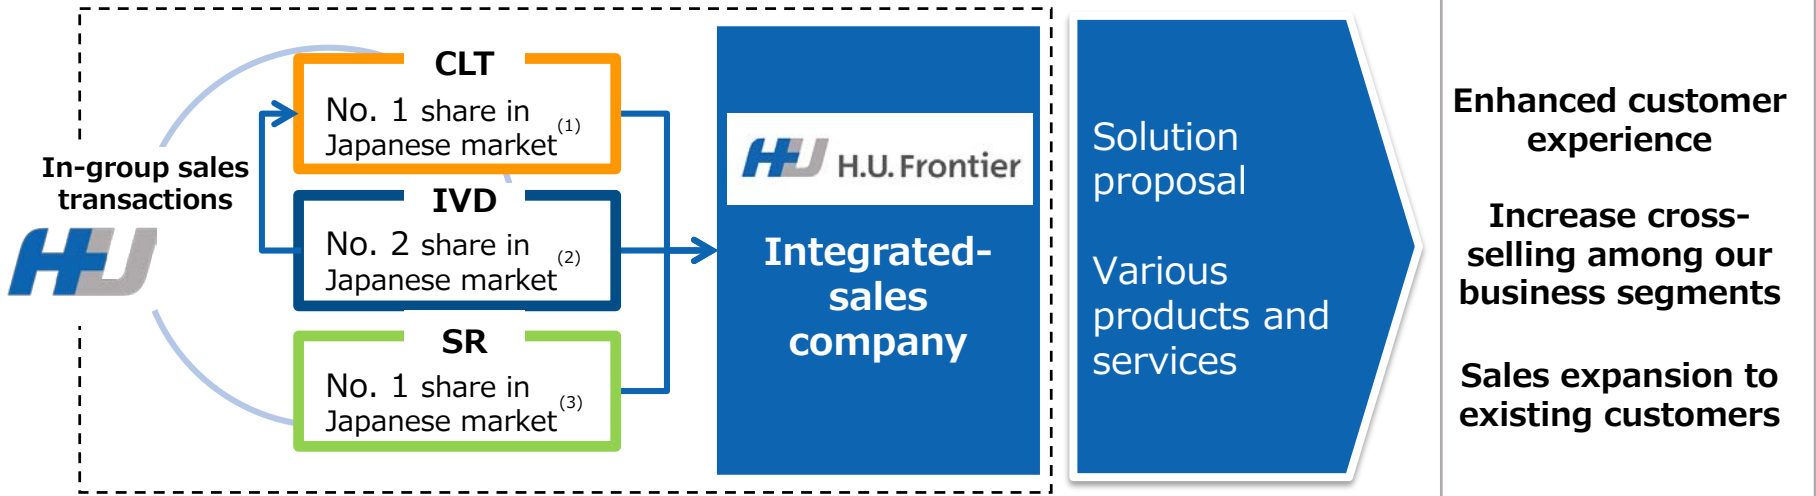 In-group sales
transactions
HU
CLT
No. 1 share in
Japanese market(1)
IVD
No. 2 share in
Japanese market(2)
SR
No. 1 share in
Japanese market(3)
HU H.U. Frontier
Integrated-
sales
company
Solution
proposal
Various
products and
services
Enhanced customer
experience
Increase cross-
selling among our
business segments
Sales expansion to
existing customers